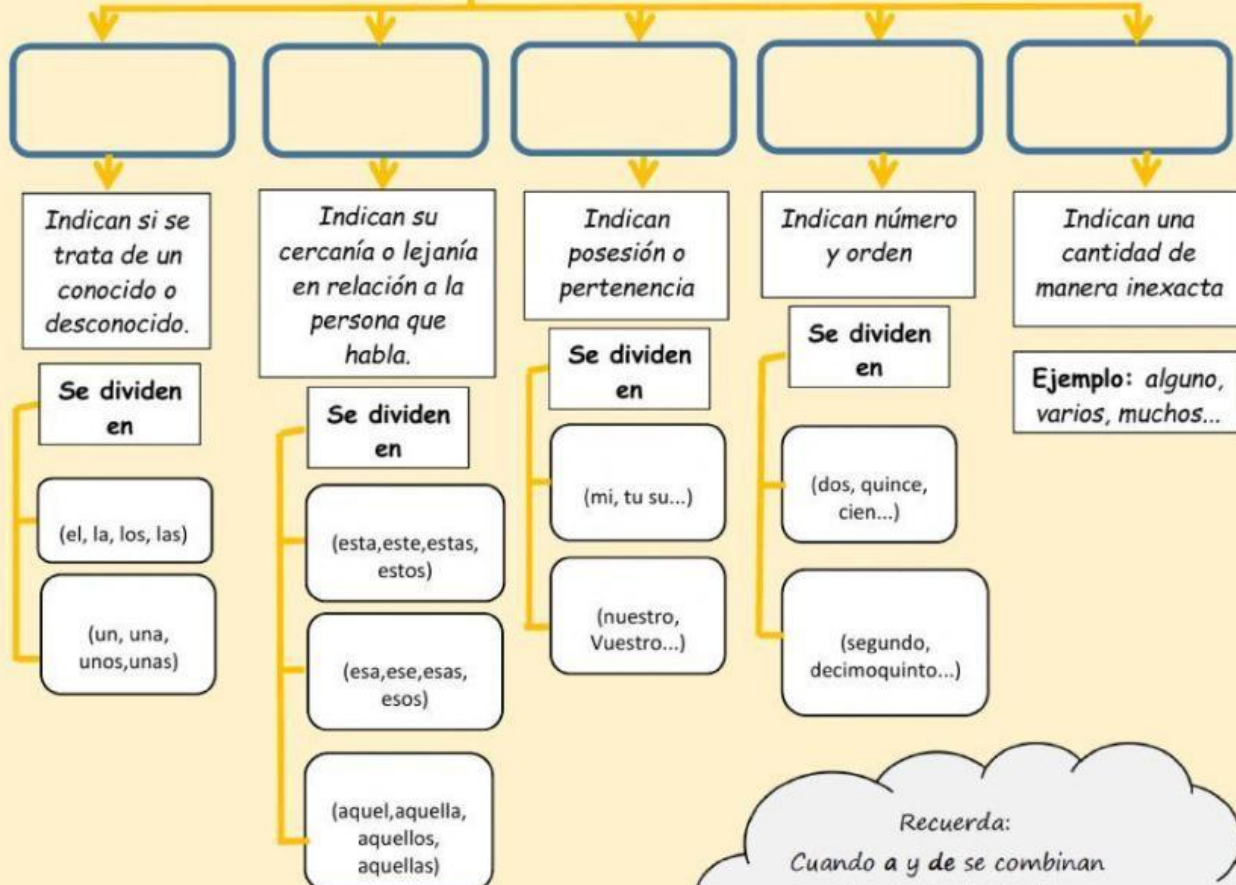 Indican si se
trata de un
conocido o
desconocido.
Se dividen
en
(el, la, los, las)
(un, una,
unos,unas)
Indican su
cercanía o lejanía
en relación a la
persona que
habla.
Se dividen
en
(esta,este,estas,
estos)
(esa,ese,esas,
esos)
(aquel,aquella,
aquellos,
aquellas)
Indican
posesión o
pertenencia
Se dividen
en
(mi, tu su...)
(nuestro,
Vuestro...)
Indican número
y orden
Se dividen
en
(dos, quince,
cien...)
(segundo,
decimoquinto...)
Indican una
cantidad de
manera inexacta
Ejemplo: alguno,
varios, muchos...
Recuerda:
Cuando a y de se combinan